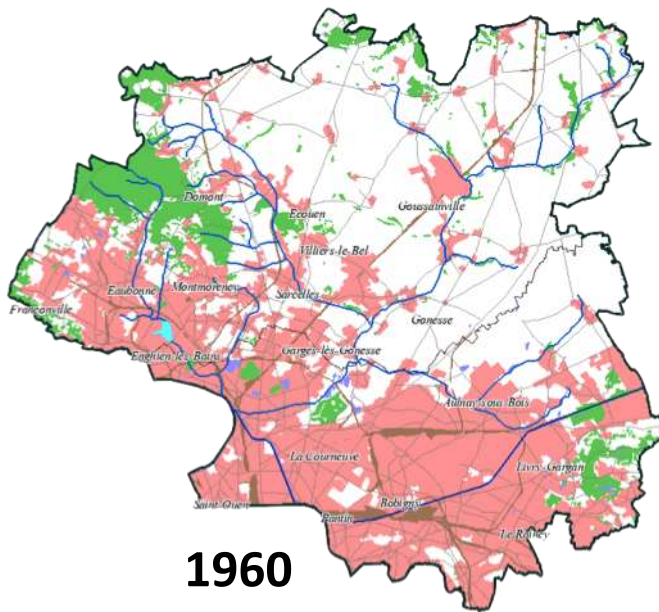 Domont
Ecouen
Goussainville
Villiers-le-Bel
Eaubonne
Montmorency
Sarcelles
Franconville
Gonesse
Enghien-les-Bains
Garges-lès-Gonesse
Aulnay-sous-Bois
La Courneuve
Livry-Gargan
Saint-Ouen
Bobigny
Pantin
Le Raincy
1960